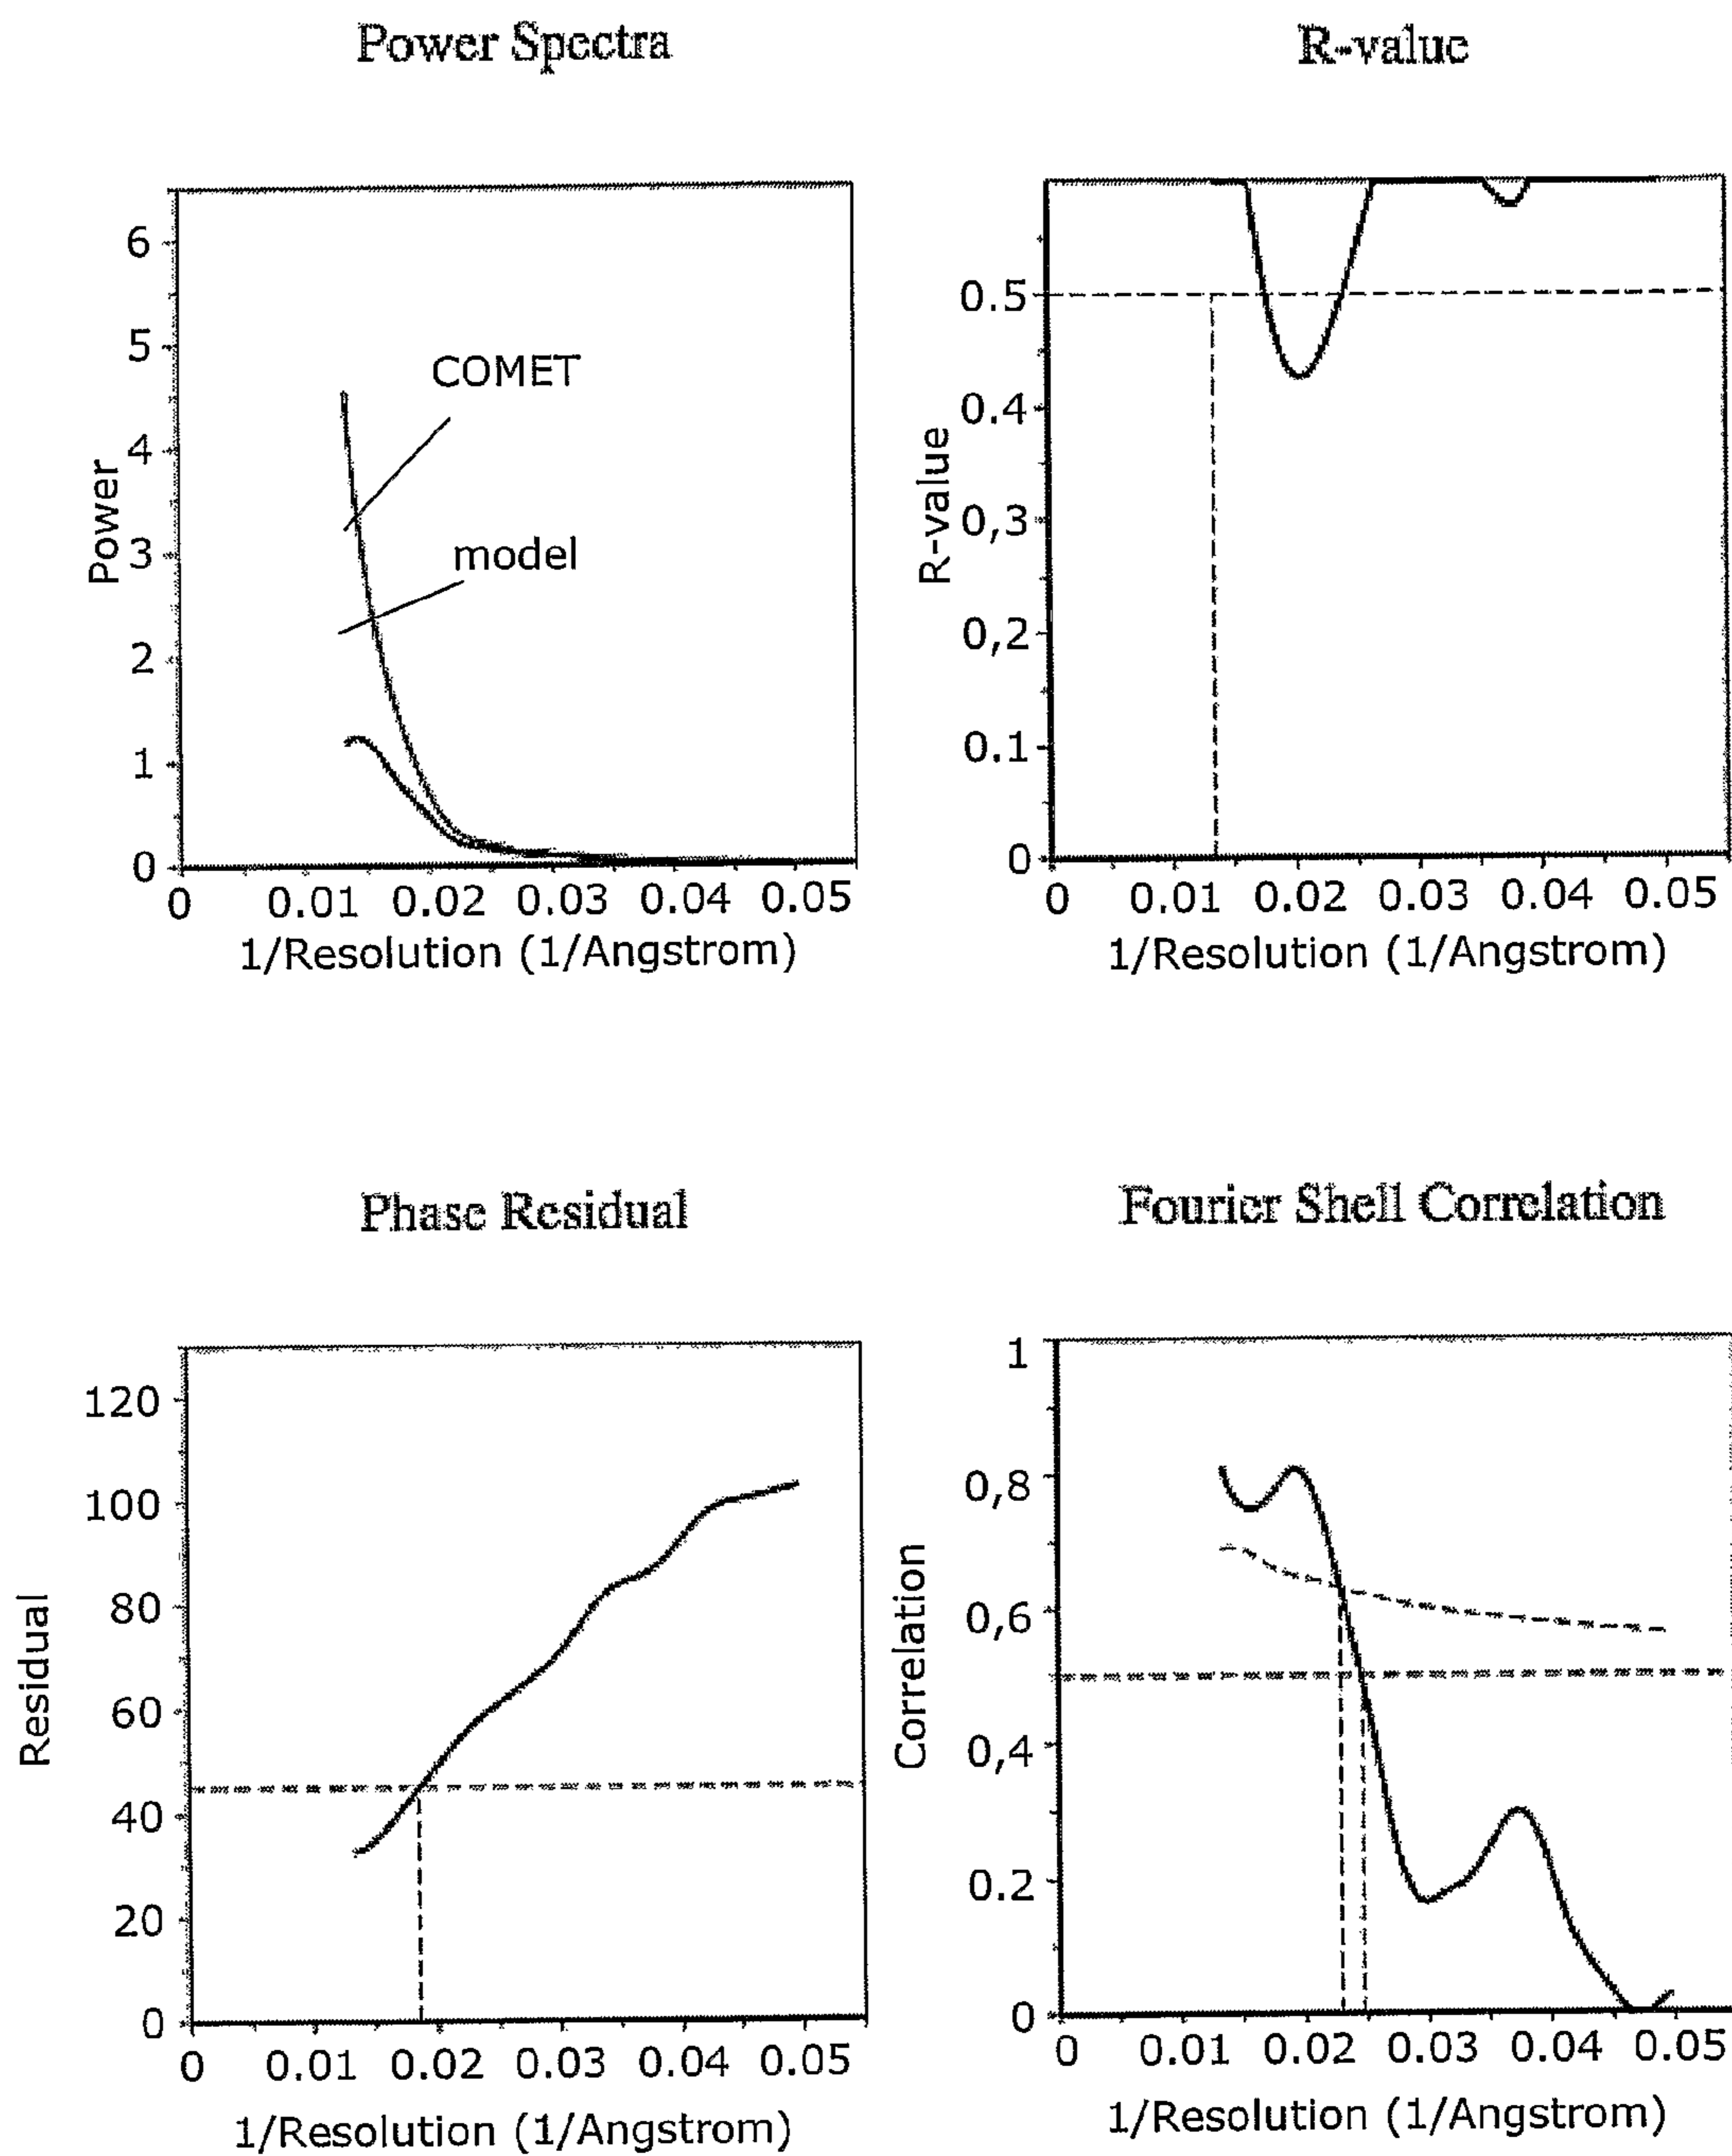 Power Spectra
6
5
4
3
2
1
0
Power
COMET
model
0 0.01 0.02 0.03 0.04 0.05
1/Resolution (1/Angstrom)
R-value
0.5
0.4
0,3
0,2
0.1
0
R-value
0 0.01 0.02 0.03 0.04 0.05
1/Resolution (1/Angstrom)
Phase Residual
120
100
80
60
40
20
0
Residual
0 0.01 0.02 0.03 0.04 0.05
1/Resolution (1/Angstrom)
Fourier Shell Correlation
1
0,8
0,6
0,4
0.2
0
Correlation
0 0.01 0.02 0.03 0.04 0.05
1/Resolution (1/Angstrom)